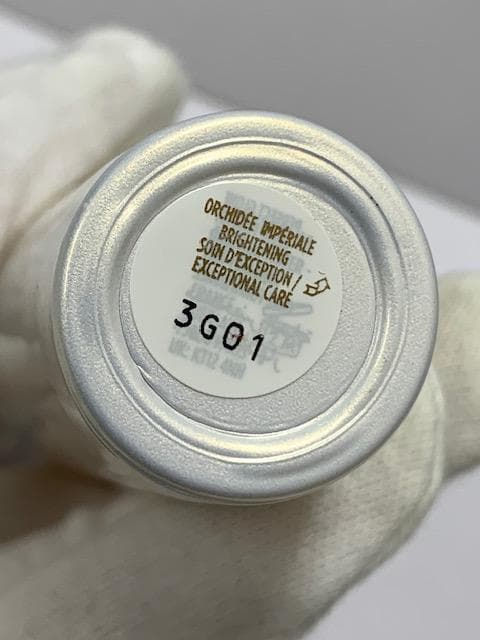 ORCHIDÉE IMPÉRIALE
BRIGHTENING
SOIN D'EXCEPTION /
EXCEPTIONAL CARE
3G01